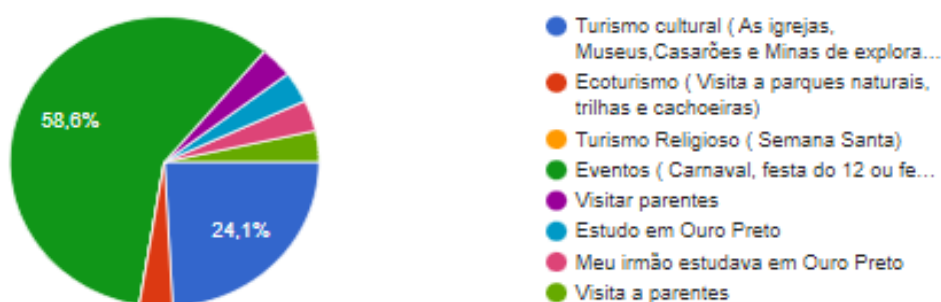 58,6%
24,1%
Turismo cultural ( As igrejas,
Museus,Casarões e Minas de explora...
Ecoturismo ( Visita a parques naturais,
trilhas e cachoeiras)
Turismo Religioso ( Semana Santa)
Eventos ( Carnaval, festa do 12 ou fe...
Visitar parentes
Estudo em Ouro Preto
Meu irmão estudava em Ouro Preto
Visita a parentes